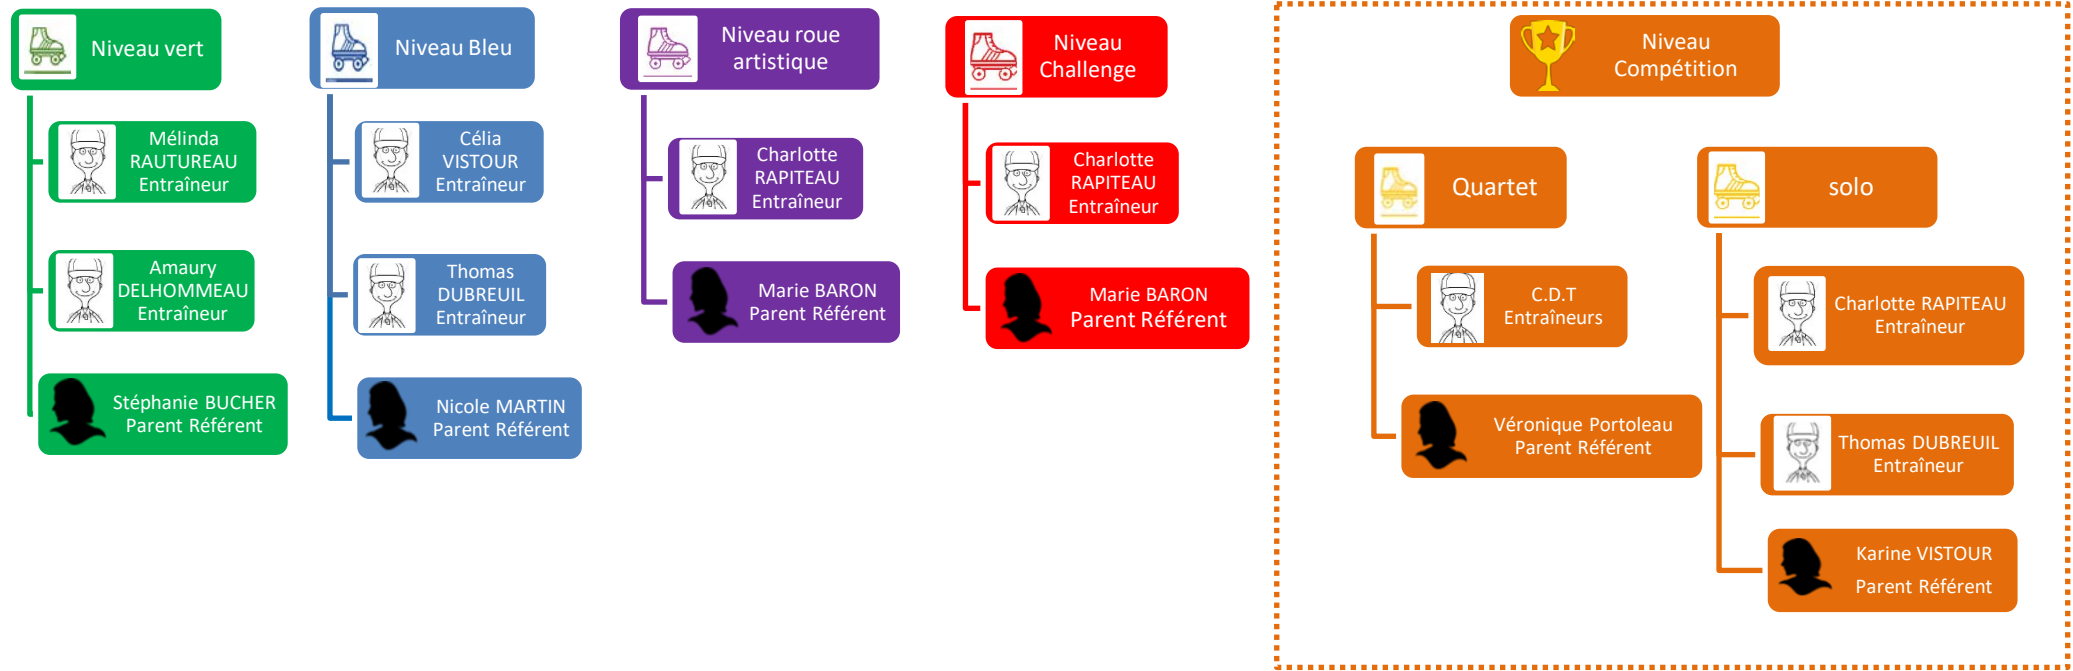 Niveau vert
Mélinda
RAUTUREAU
Entraîneur
Amaury
DELHOMMEAU
Entraîneur
Stéphanie BUCHER
Parent Référent
Niveau Bleu
Célia
VISTOUR
Entraîneur
Thomas
DUBREUIL
Entraîneur
Nicole MARTIN
Parent Référent
Niveau roue
artistique
Charlotte
RAPITEAU
Entraîneur
Marie BARON
Parent Référent
Niveau
Challenge
Charlotte
RAPITEAU
Entraîneur
Marie BARON
Parent Référent
Niveau
Compétition
Quartet
C.D.T
Entraîneurs
Véronique Portoleau
Parent Référent
solo
Charlotte RAPITEAU
Entraîneur
Thomas DUBREUIL
Entraîneur
Karine VISTOUR
Parent Référent